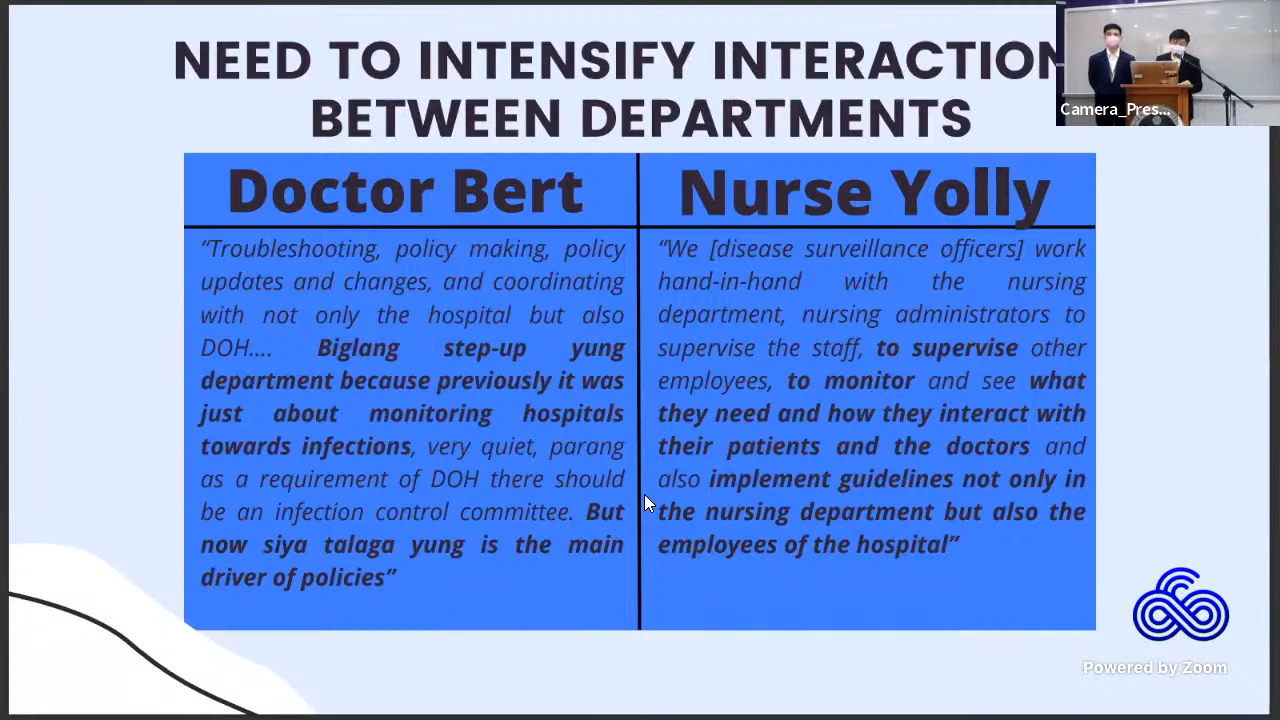 NEED TO INTENSIFY INTERACTION
BETWEEN DEPARTMENTS
Camera_Pres...
Doctor Bert
“Troubleshooting, policy making, policy
updates and changes, and coordinating
with not only the hospital but also
DOH.... Biglang step-up yung
department because previously it was
just about monitoring hospitals
towards infections, very quiet, parang
as a requirement of DOH there should
be an infection control committee. But
now siya talaga yung is the main
driver of policies”
Nurse Yolly
“We [disease surveillance officers] work
hand-in-hand with the nursing
department, nursing administrators to
supervise the staff, to supervise other
employees, to monitor and see what
they need and how they interact with
their patients and the doctors and
also implement guidelines not only in
the nursing department but also the
employees of the hospital”
Powered by Zoom